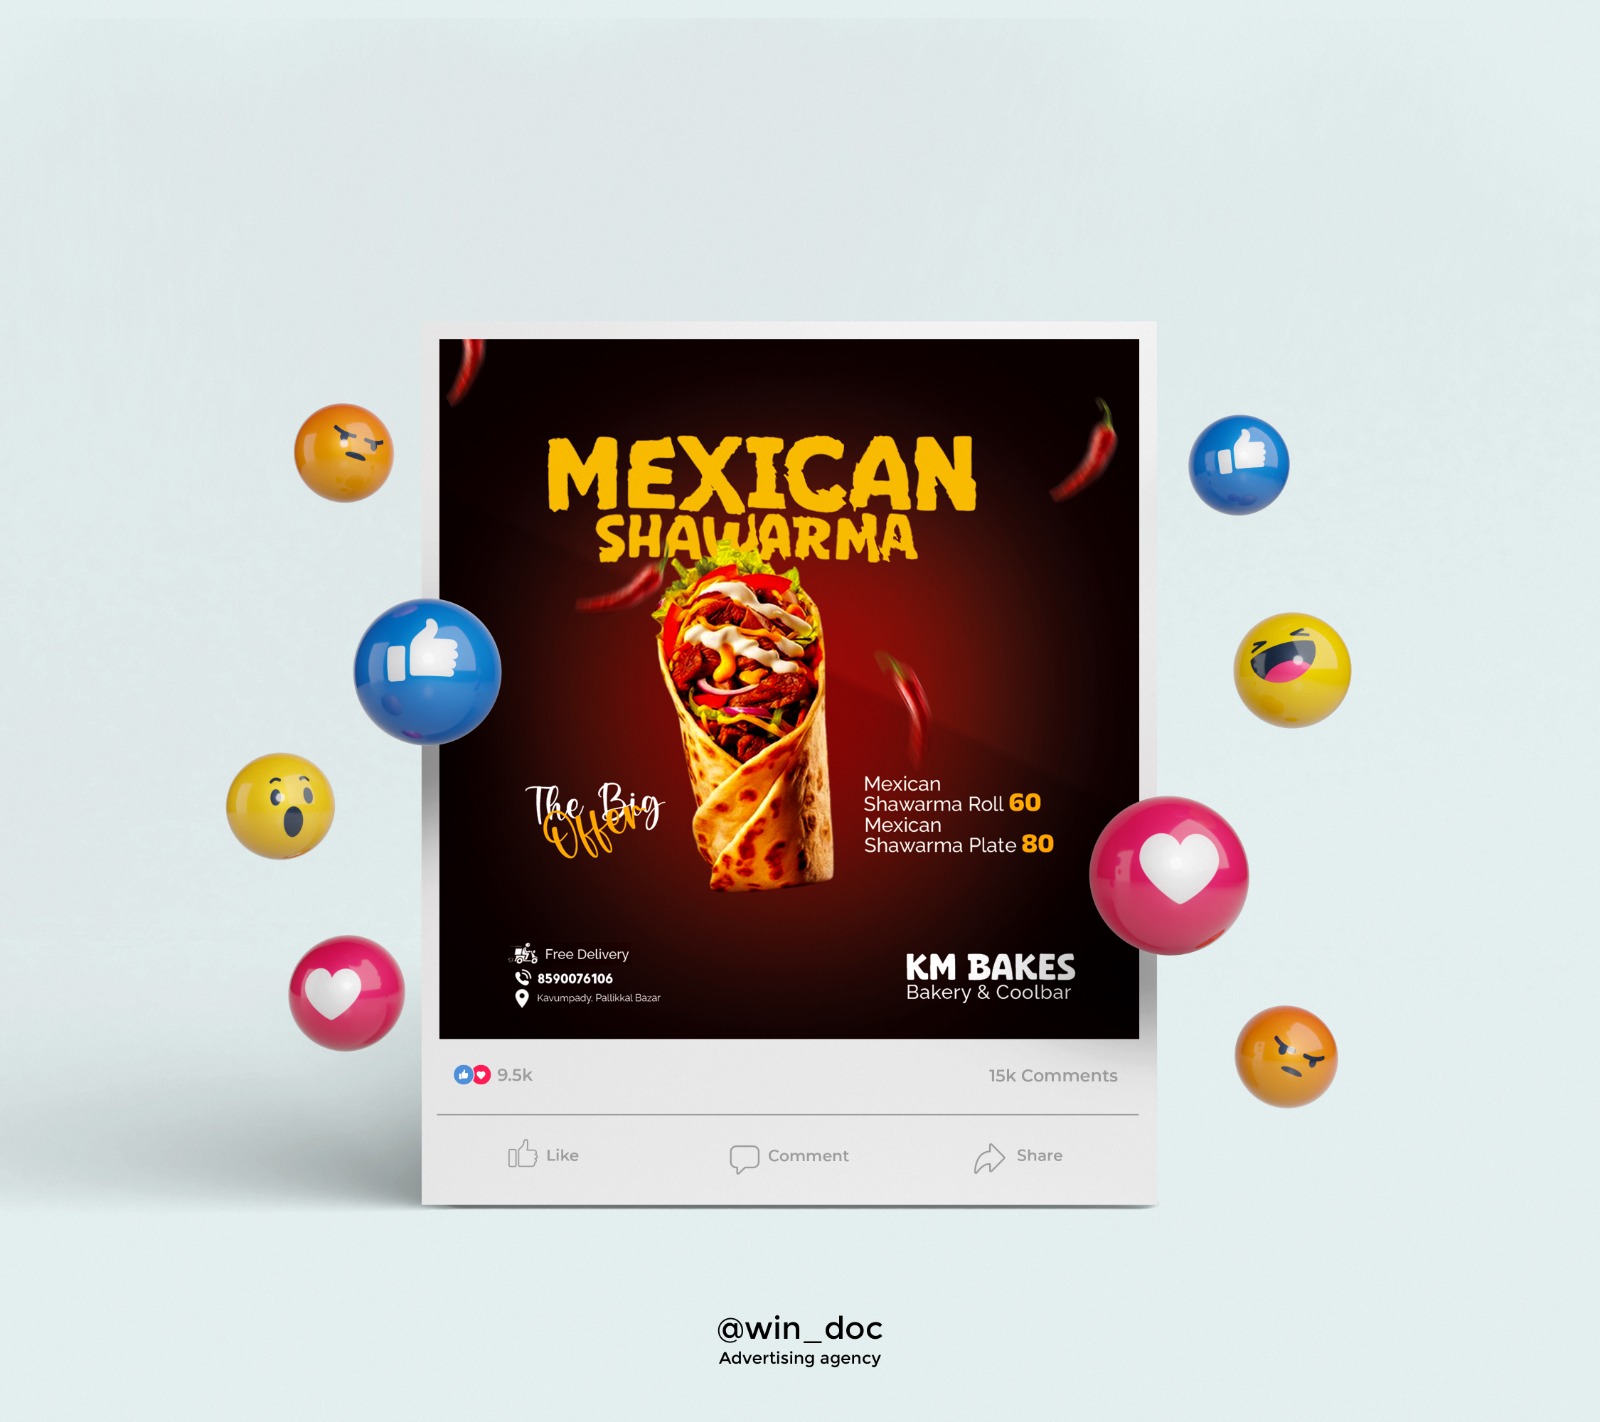 MEXICAN
SHAWARMA
The Big
Offer
Mexican
Shawarma Roll 60
Mexican
Shawarma Plate 80
Free Delivery
8590076106
Kavumpady, Pallikkal Bazar
KM BAKES
Bakery & Coolbar
9.5k
15k Comments
Like
Comment
Share
@win_doc
Advertising agency